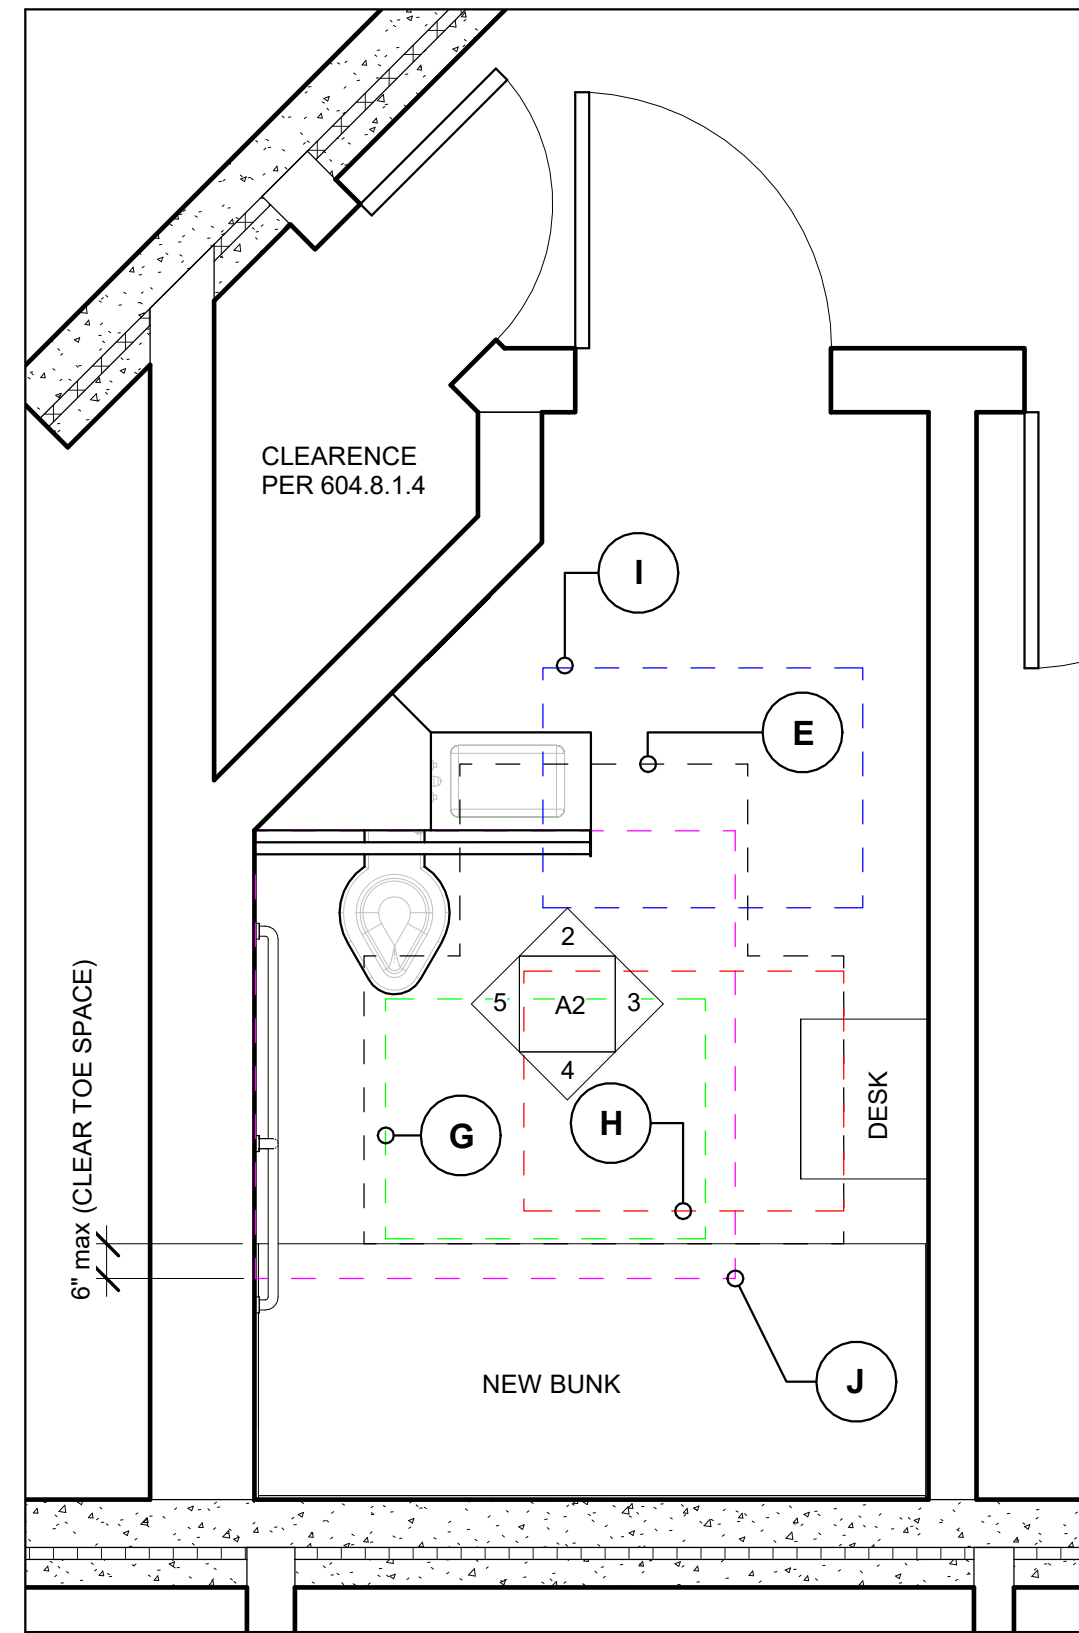 CLEARENCE
PER 604.8.1.4
I
E
2
5
A2
3
4
G
H
DESK
6" max (CLEAR TOE SPACE)
NEW BUNK
J